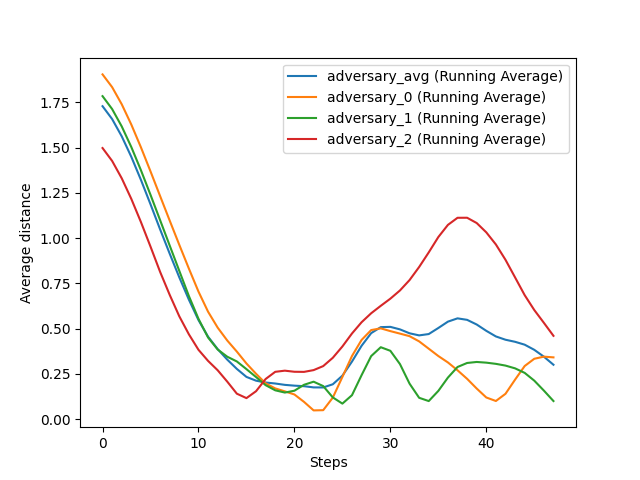 adversary_avg (Running Average)
adversary_0 (Running Average)
adversary_1 (Running Average)
adversary_2 (Running Average)
1.75
1.50
1.25
1.00
0.75
0.50
0.25
0.00
Average distance
0 10 20 30 40
Steps